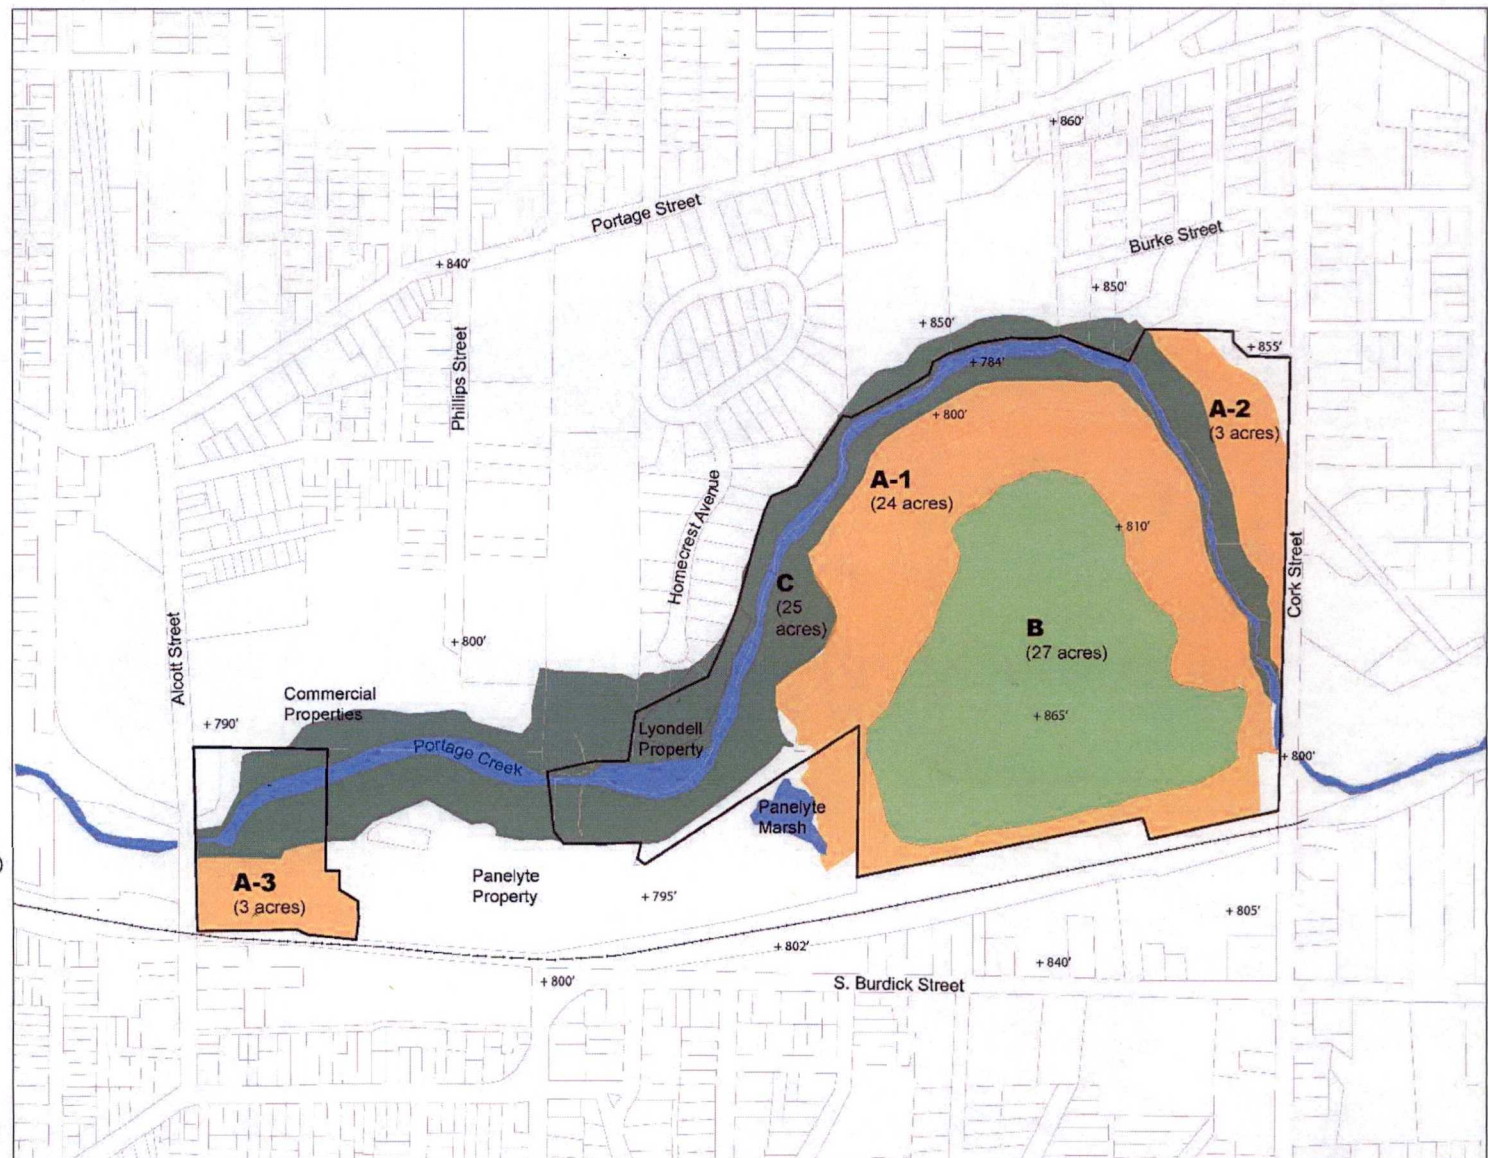 + 860'
Portage Street
Burke Street
+ 840'
+ 850'
+ 850'
+ 855'
Phillips Street
+ 784'
A-2
(3 acres)
+ 800'
A-1
(24 acres)
+ 810'
Homecrest Avenue
Cork Street
C
(25
acres)
B
(27 acres)
+ 800'
Alcott Street
Commercial
Properties
+ 790'
+ 865'
Lyondell
Property
Portage Creek
+ 800'
Panelyte
Marsh
A-3
(3 acres)
Panelyte
Property
+ 795'
+ 805'
+ 802'
+ 840'
+ 800'
S. Burdick Street